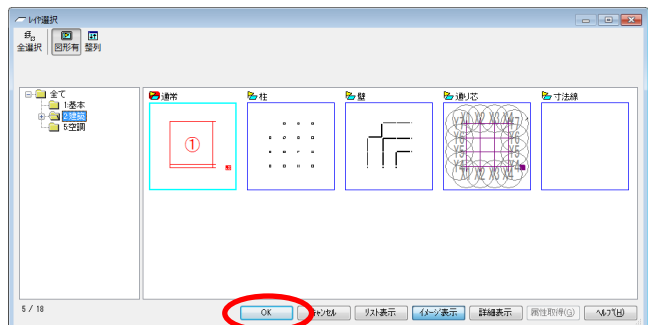 レイヤ選択
全選択
図形有
整列
全て
1:基本
2:建築
5:空調
通常
柱
壁
通り芯
寸法線
①
5 / 18
OK
キャンセル
リスト表示
イメージ表示
詳細表示
属性取得(G)
ヘルプ(H)